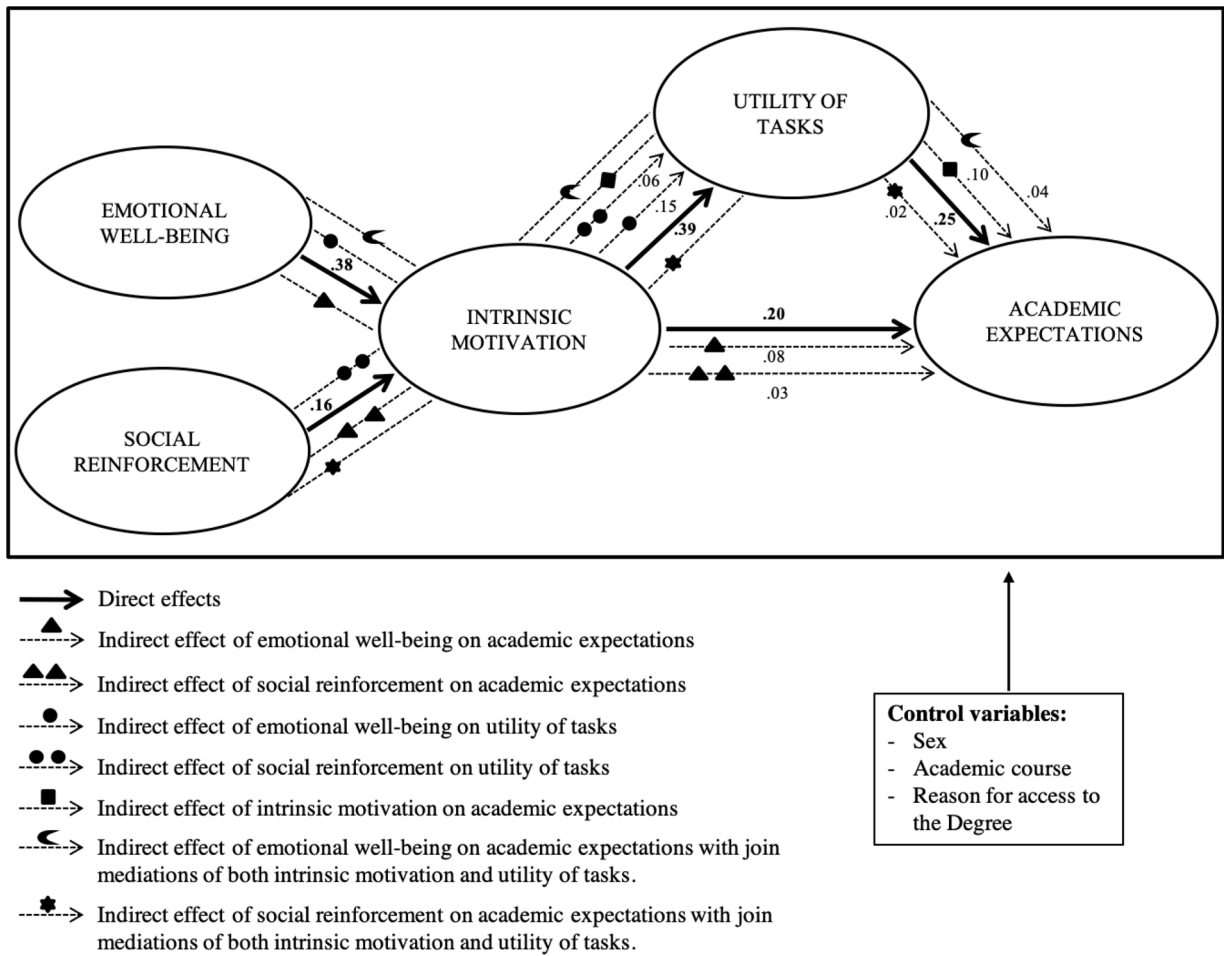 UTILITY OF
TASKS
EMOTIONAL
WELL-BEING
INTRINSIC
MOTIVATION
ACADEMIC
EXPECTATIONS
SOCIAL
REINFORCEMENT
.38
.16
.06
.15
.39
.02
.25
.10
.04
.20
.08
.03
Direct effects
Indirect effect of emotional well-being on academic expectations
Indirect effect of social reinforcement on academic expectations
Indirect effect of emotional well-being on utility of tasks
Indirect effect of social reinforcement on utility of tasks
Indirect effect of intrinsic motivation on academic expectations
Indirect effect of emotional well-being on academic expectations with join
mediations of both intrinsic motivation and utility of tasks.
Indirect effect of social reinforcement on academic expectations with join
mediations of both intrinsic motivation and utility of tasks.
Control variables:
- Sex
- Academic course
- Reason for access to
the Degree